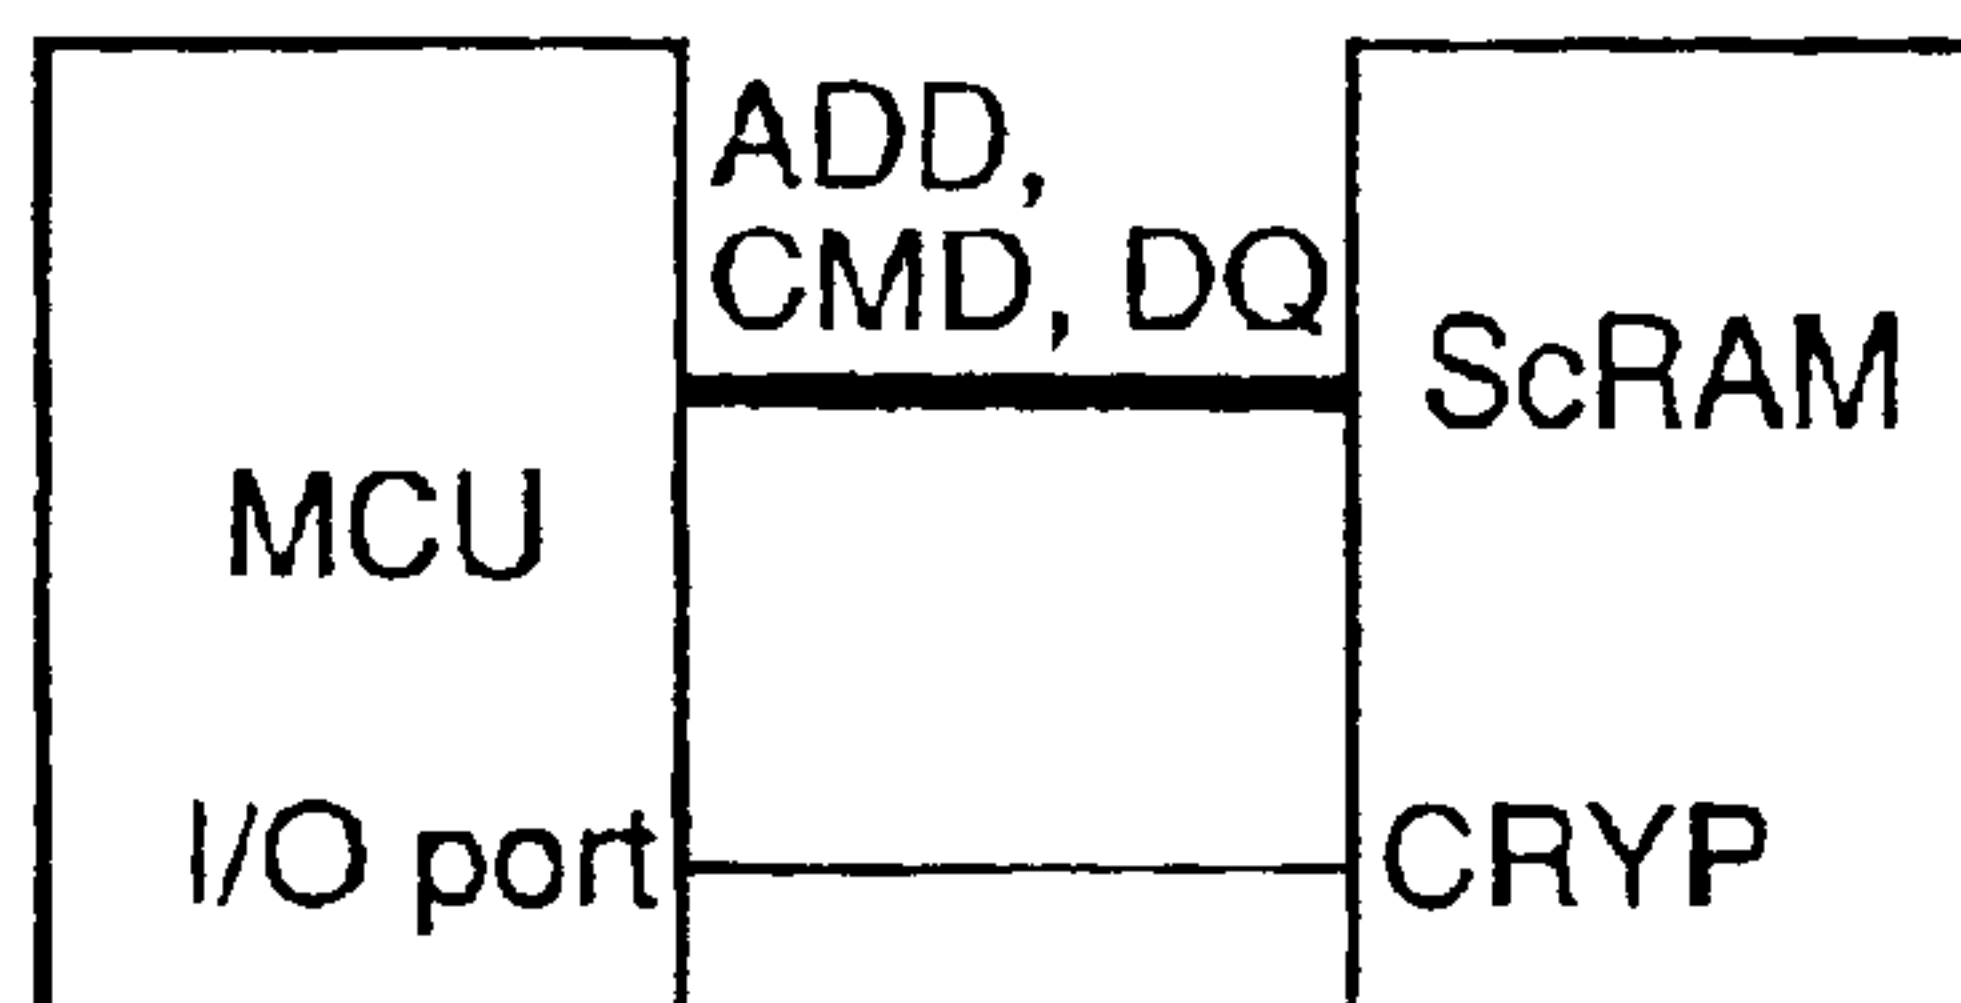 ADD,
CMD, DQ
ScRAM
MCU
I/O port
CRYP